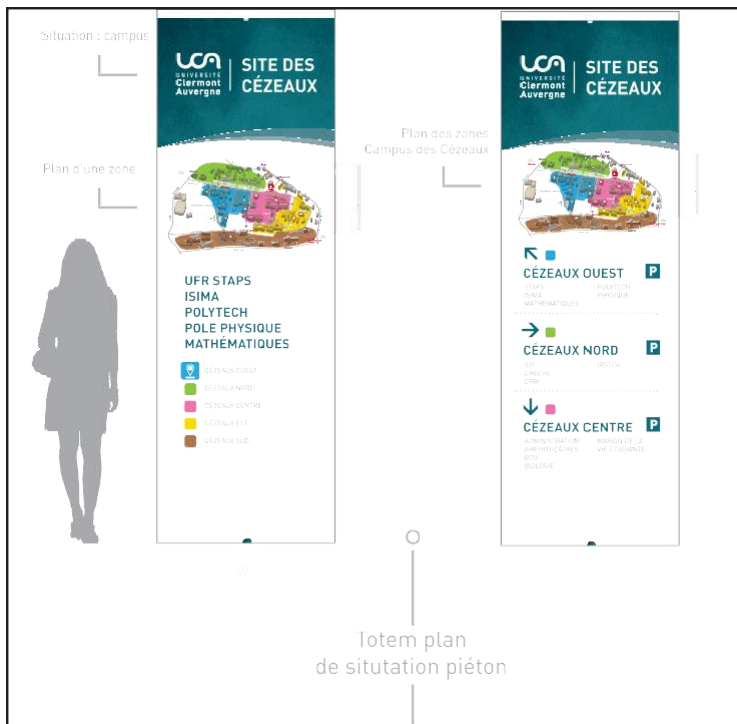 Situation : campus
Plan d'une zone
uca
UNIVERSITÉ
Clermont
Auvergne
SITE DES
CÉZEAUX
UFR STAPS
ISIMA
POLYTECH
POLE PHYSIQUE
MATHÉMATIQUES
CÉZEAUX OUEST
CÉZEAUX NORD
CÉZEAUX CENTRE
CÉZEAUX EST
CÉZEAUX SUD
Plan des zones
Campus des Cézeaux
uca
UNIVERSITÉ
Clermont
Auvergne
SITE DES
CÉZEAUX
CÉZEAUX OUEST P
STAPS POLYTECH
ISIMA PHYSIQUE
MATHÉMATIQUES
CÉZEAUX NORD P
CRÈCHE
CÉZEAUX CENTRE P
ADMINISTRATION MAISON DE LA
AMPHITHÉATRES VIE ÉTUDIANTE
BCU
BIOLOGIE
Totem plan
de situtation piéton